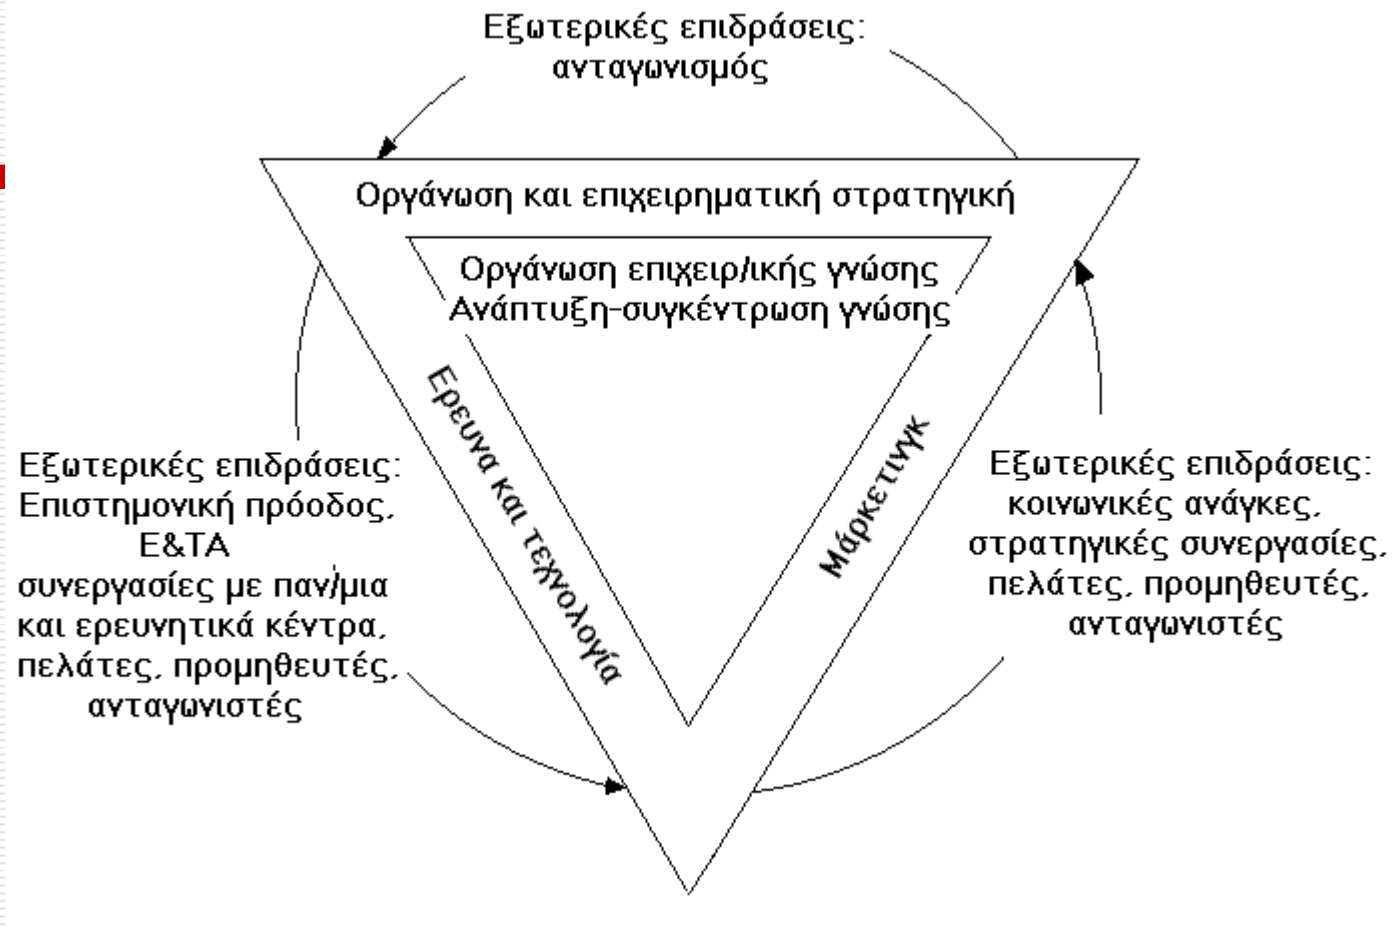 Εξωτερικές επιδράσεις:
ανταγωνισμός
Οργάνωση και επιχειρηματική στρατηγική
Οργάνωση επιχειρ/ικής γνώσης
Ανάπτυξη-συγκέντρωση γνώσης
Ερευνα και τεχνολογία
Μάρκετινγκ
Εξωτερικές επιδράσεις:
Επιστημονική πρόοδος,
Ε&ΤΑ
συνεργασίες με παν/μια
και ερευνητικά κέντρα,
πελάτες, προμηθευτές,
ανταγωνιστές
Εξωτερικές επιδράσεις:
κοινωνικές ανάγκες,
στρατηγικές συνεργασίες,
πελάτες, προμηθευτές,
ανταγωνιστές